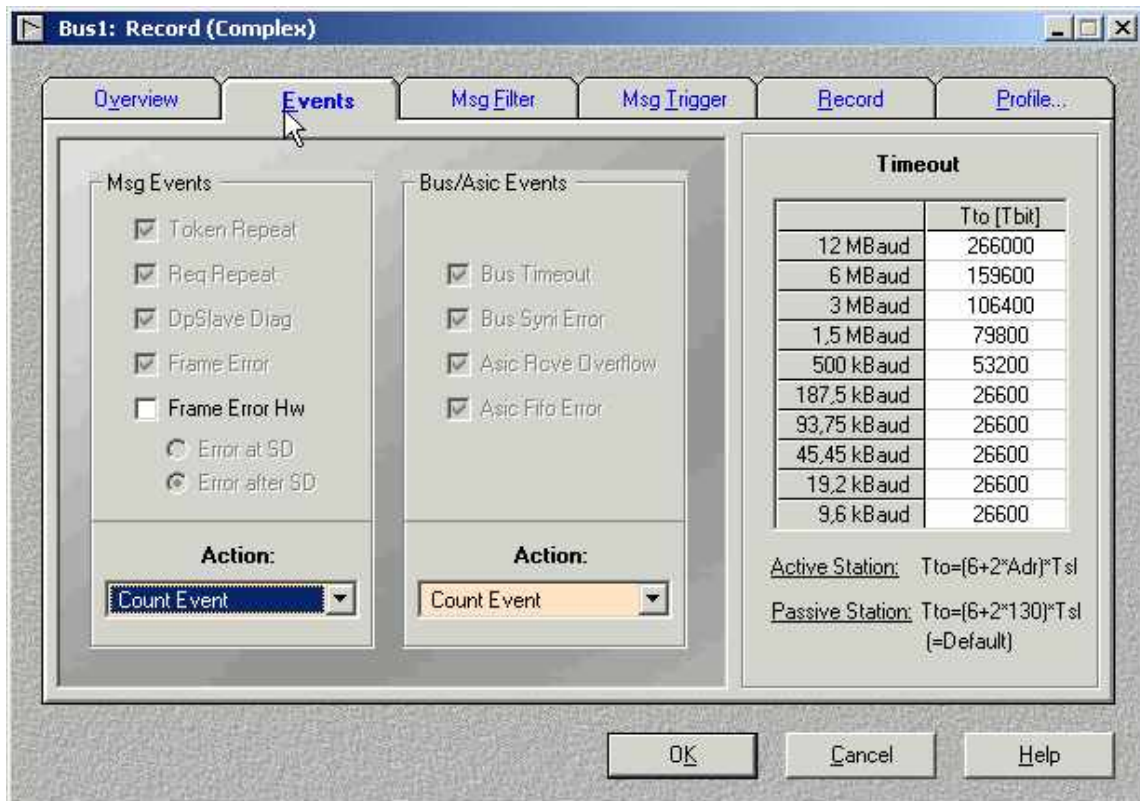 Bus1: Record (Complex)
Overview
Events
Msg Filter
Msg Trigger
Record
Profile...
Msg Events
Token Repeat
Req Repeat
DpSlave Diag
Frame Error
Frame Error Hw
Error at SD
Error after SD
Action:
Count Event
Bus/Asic Events
Bus Timeout
Bus Syni Error
Asic Rcve Overflow
Asic Fifo Error
Action:
Count Event
Timeout
Tto [Tbit]
12 MBaud 266000
6 MBaud 159600
3 MBaud 106400
1,5 MBaud 79800
500 kBaud 53200
187,5 kBaud 26600
93,75 kBaud 26600
45,45 kBaud 26600
19,2 kBaud 26600
9,6 kBaud 26600
Active Station: Tto=(6+2*Adr)*Tsl
Passive Station: Tto=(6+2*130)*Tsl
(=Default)
OK
Cancel
Help